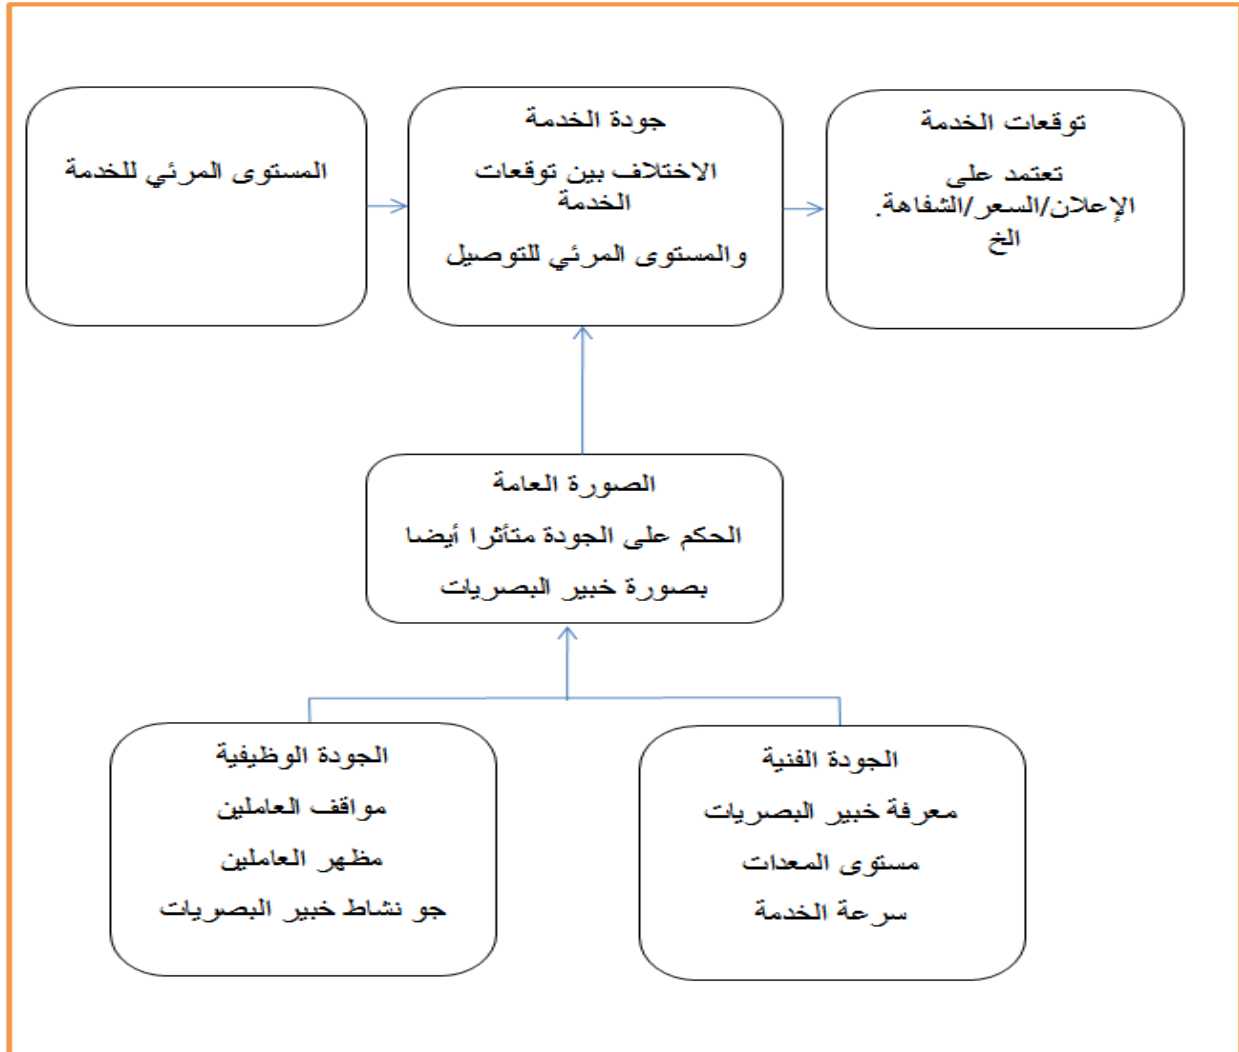 توقعات الخدمة
تعتمد على
الإعلان/السعر/الشفاهة.
الخ
جودة الخدمة
الاختلاف بين توقعات
الخدمة
والمستوى المرئي للتوصيل
المستوى المرئي للخدمة
الصورة العامة
الحكم على الجودة متأثرا أيضا
بصورة خبير البصريات
الجودة الفنية
معرفة خبير البصريات
مستوى المعدات
سرعة الخدمة
الجودة الوظيفية
مواقف العاملين
مظهر العاملين
جو نشاط خبير البصريات